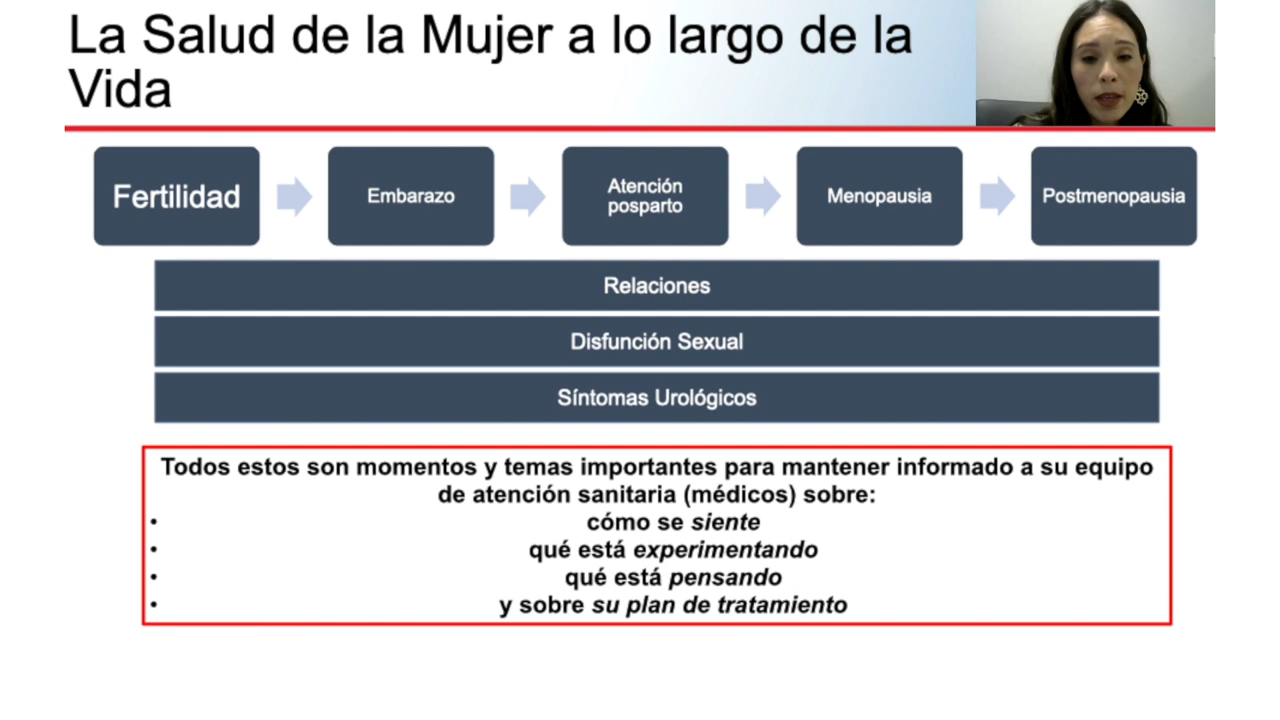 La Salud de la Mujer a lo largo de la
Vida
Fertilidad
Embarazo
Atención
posparto
Menopausia
Postmenopausia
Relaciones
Disfunción Sexual
Síntomas Urológicos
Todos estos son momentos y temas importantes para mantener informado a su equipo
de atención sanitaria (médicos) sobre:
• cómo se siente
• qué está experimentando
• qué está pensando
• y sobre su plan de tratamiento